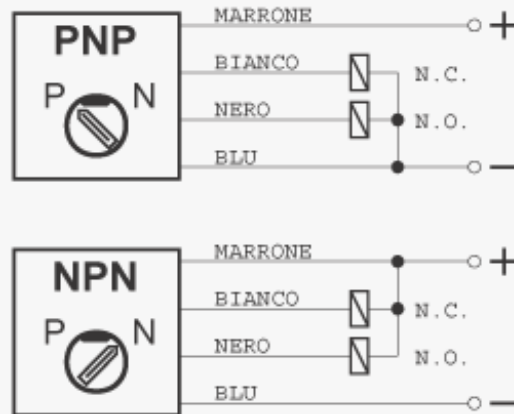 MARRONE +
PNP
BIANCO N.C.
P N
NERO N.O.
BLU −
MARRONE +
NPN
BIANCO N.C.
P N
NERO N.O.
BLU −